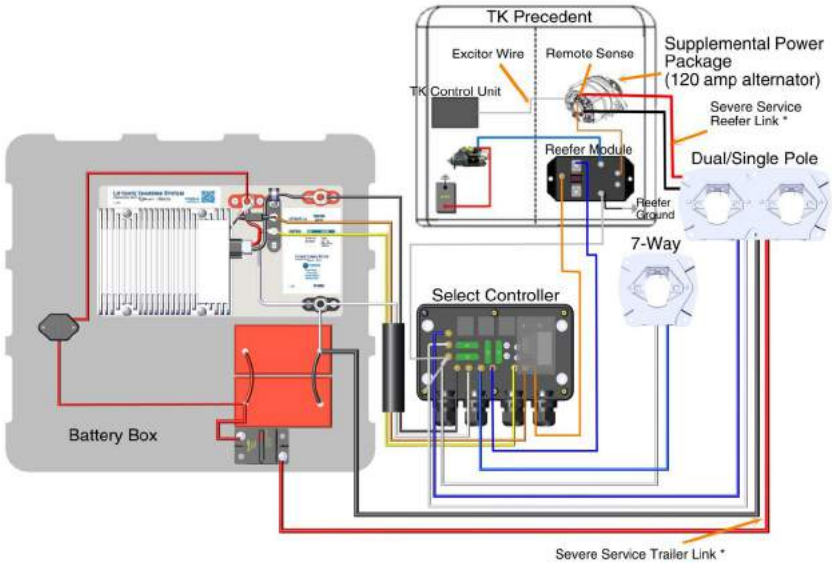 TK Precedent
Excitor Wire
Remote Sense
Supplemental Power
Package
(120 amp alternator)
TK Control Unit
Severe Service
Reefer Link *
Reefer Module
Dual/Single Pole
Reefer
Ground
7-Way
Select Controller
Battery Box
Severe Service Trailer Link *